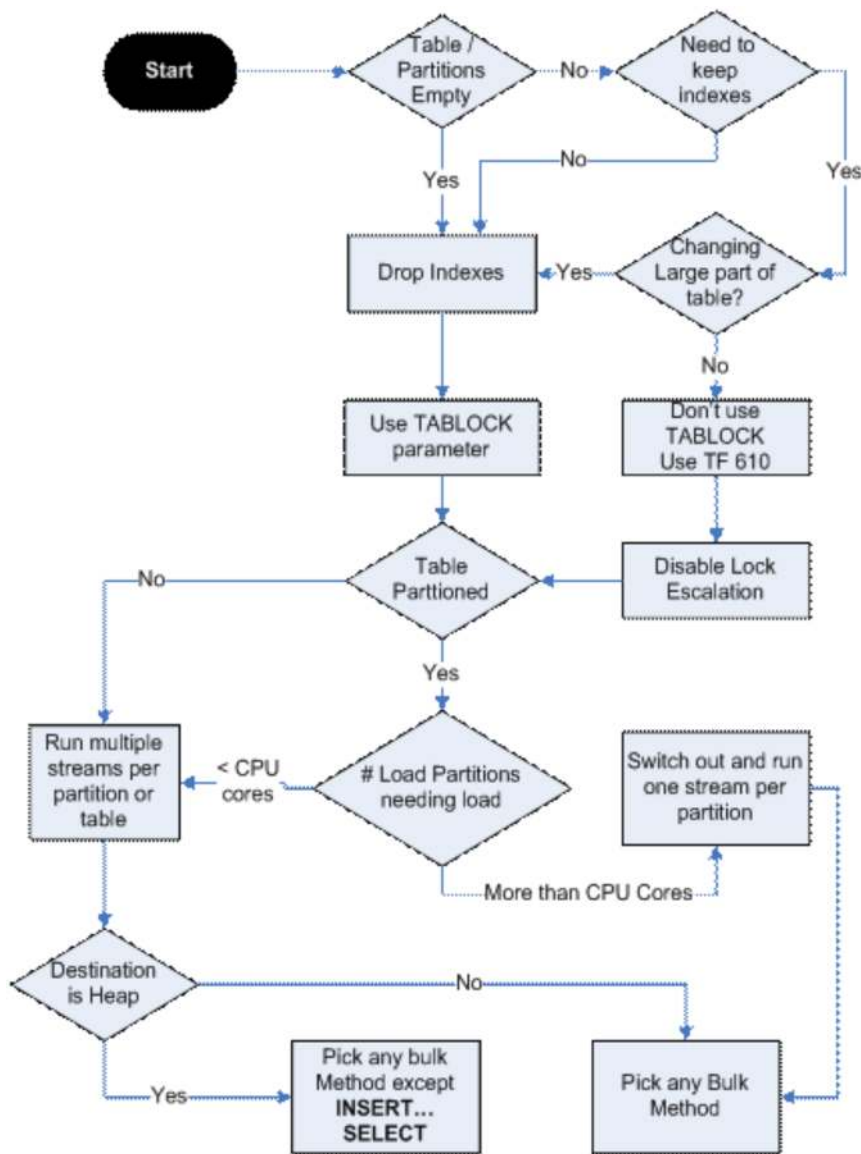 Start
Table /
Partitions
Empty
No
Need to
keep
indexes
Yes
No
Yes
Drop Indexes
Yes
Changing
Large part of
table?
No
Use TABLOCK
parameter
Don't use
TABLOCK
Use TF 610
Table
Parttioned
No
Disable Lock
Escalation
Yes
Run multiple
streams per
partition or
table
< CPU
cores
# Load Partitions
needing load
Switch out and run
one stream per
partition
More than CPU Cores
Destination
is Heap
No
Yes
Pick any bulk
Method except
INSERT...
SELECT
Pick any Bulk
Method